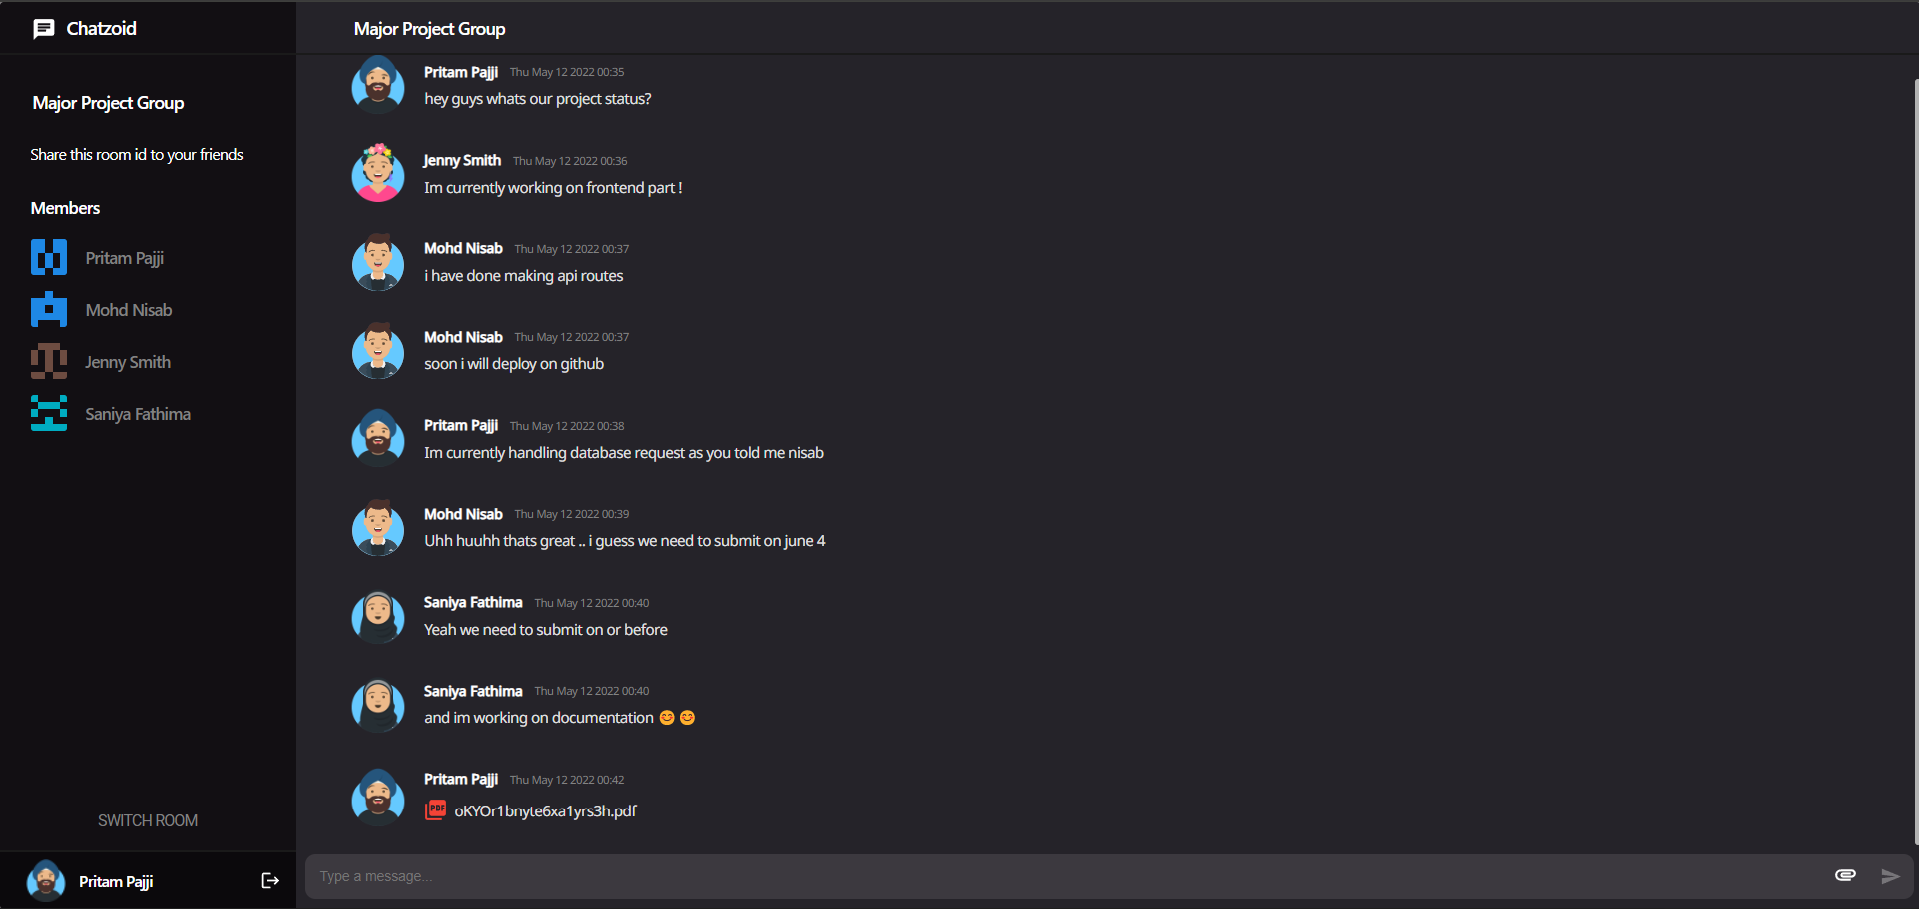 Chatzoid
Major Project Group
Share this room id to your friends
Members
Pritam Pajji
Mohd Nisab
Jenny Smith
Saniya Fathima
SWITCH ROOM
Pritam Pajji
Major Project Group
Pritam Pajji Thu May 12 2022 00:35
hey guys whats our project status?
Jenny Smith Thu May 12 2022 00:36
Im currently working on frontend part !
Mohd Nisab Thu May 12 2022 00:37
i have done making api routes
Mohd Nisab Thu May 12 2022 00:37
soon i will deploy on github
Pritam Pajji Thu May 12 2022 00:38
Im currently handling database request as you told me nisab
Mohd Nisab Thu May 12 2022 00:39
Uhh huuhh thats great .. i guess we need to submit on june 4
Saniya Fathima Thu May 12 2022 00:40
Yeah we need to submit on or before
Saniya Fathima Thu May 12 2022 00:40
and im working on documentation 😊 😊
Pritam Pajji Thu May 12 2022 00:42
PDF oKYOr1bnyte6xa1yrs3h.pdf
Type a message...